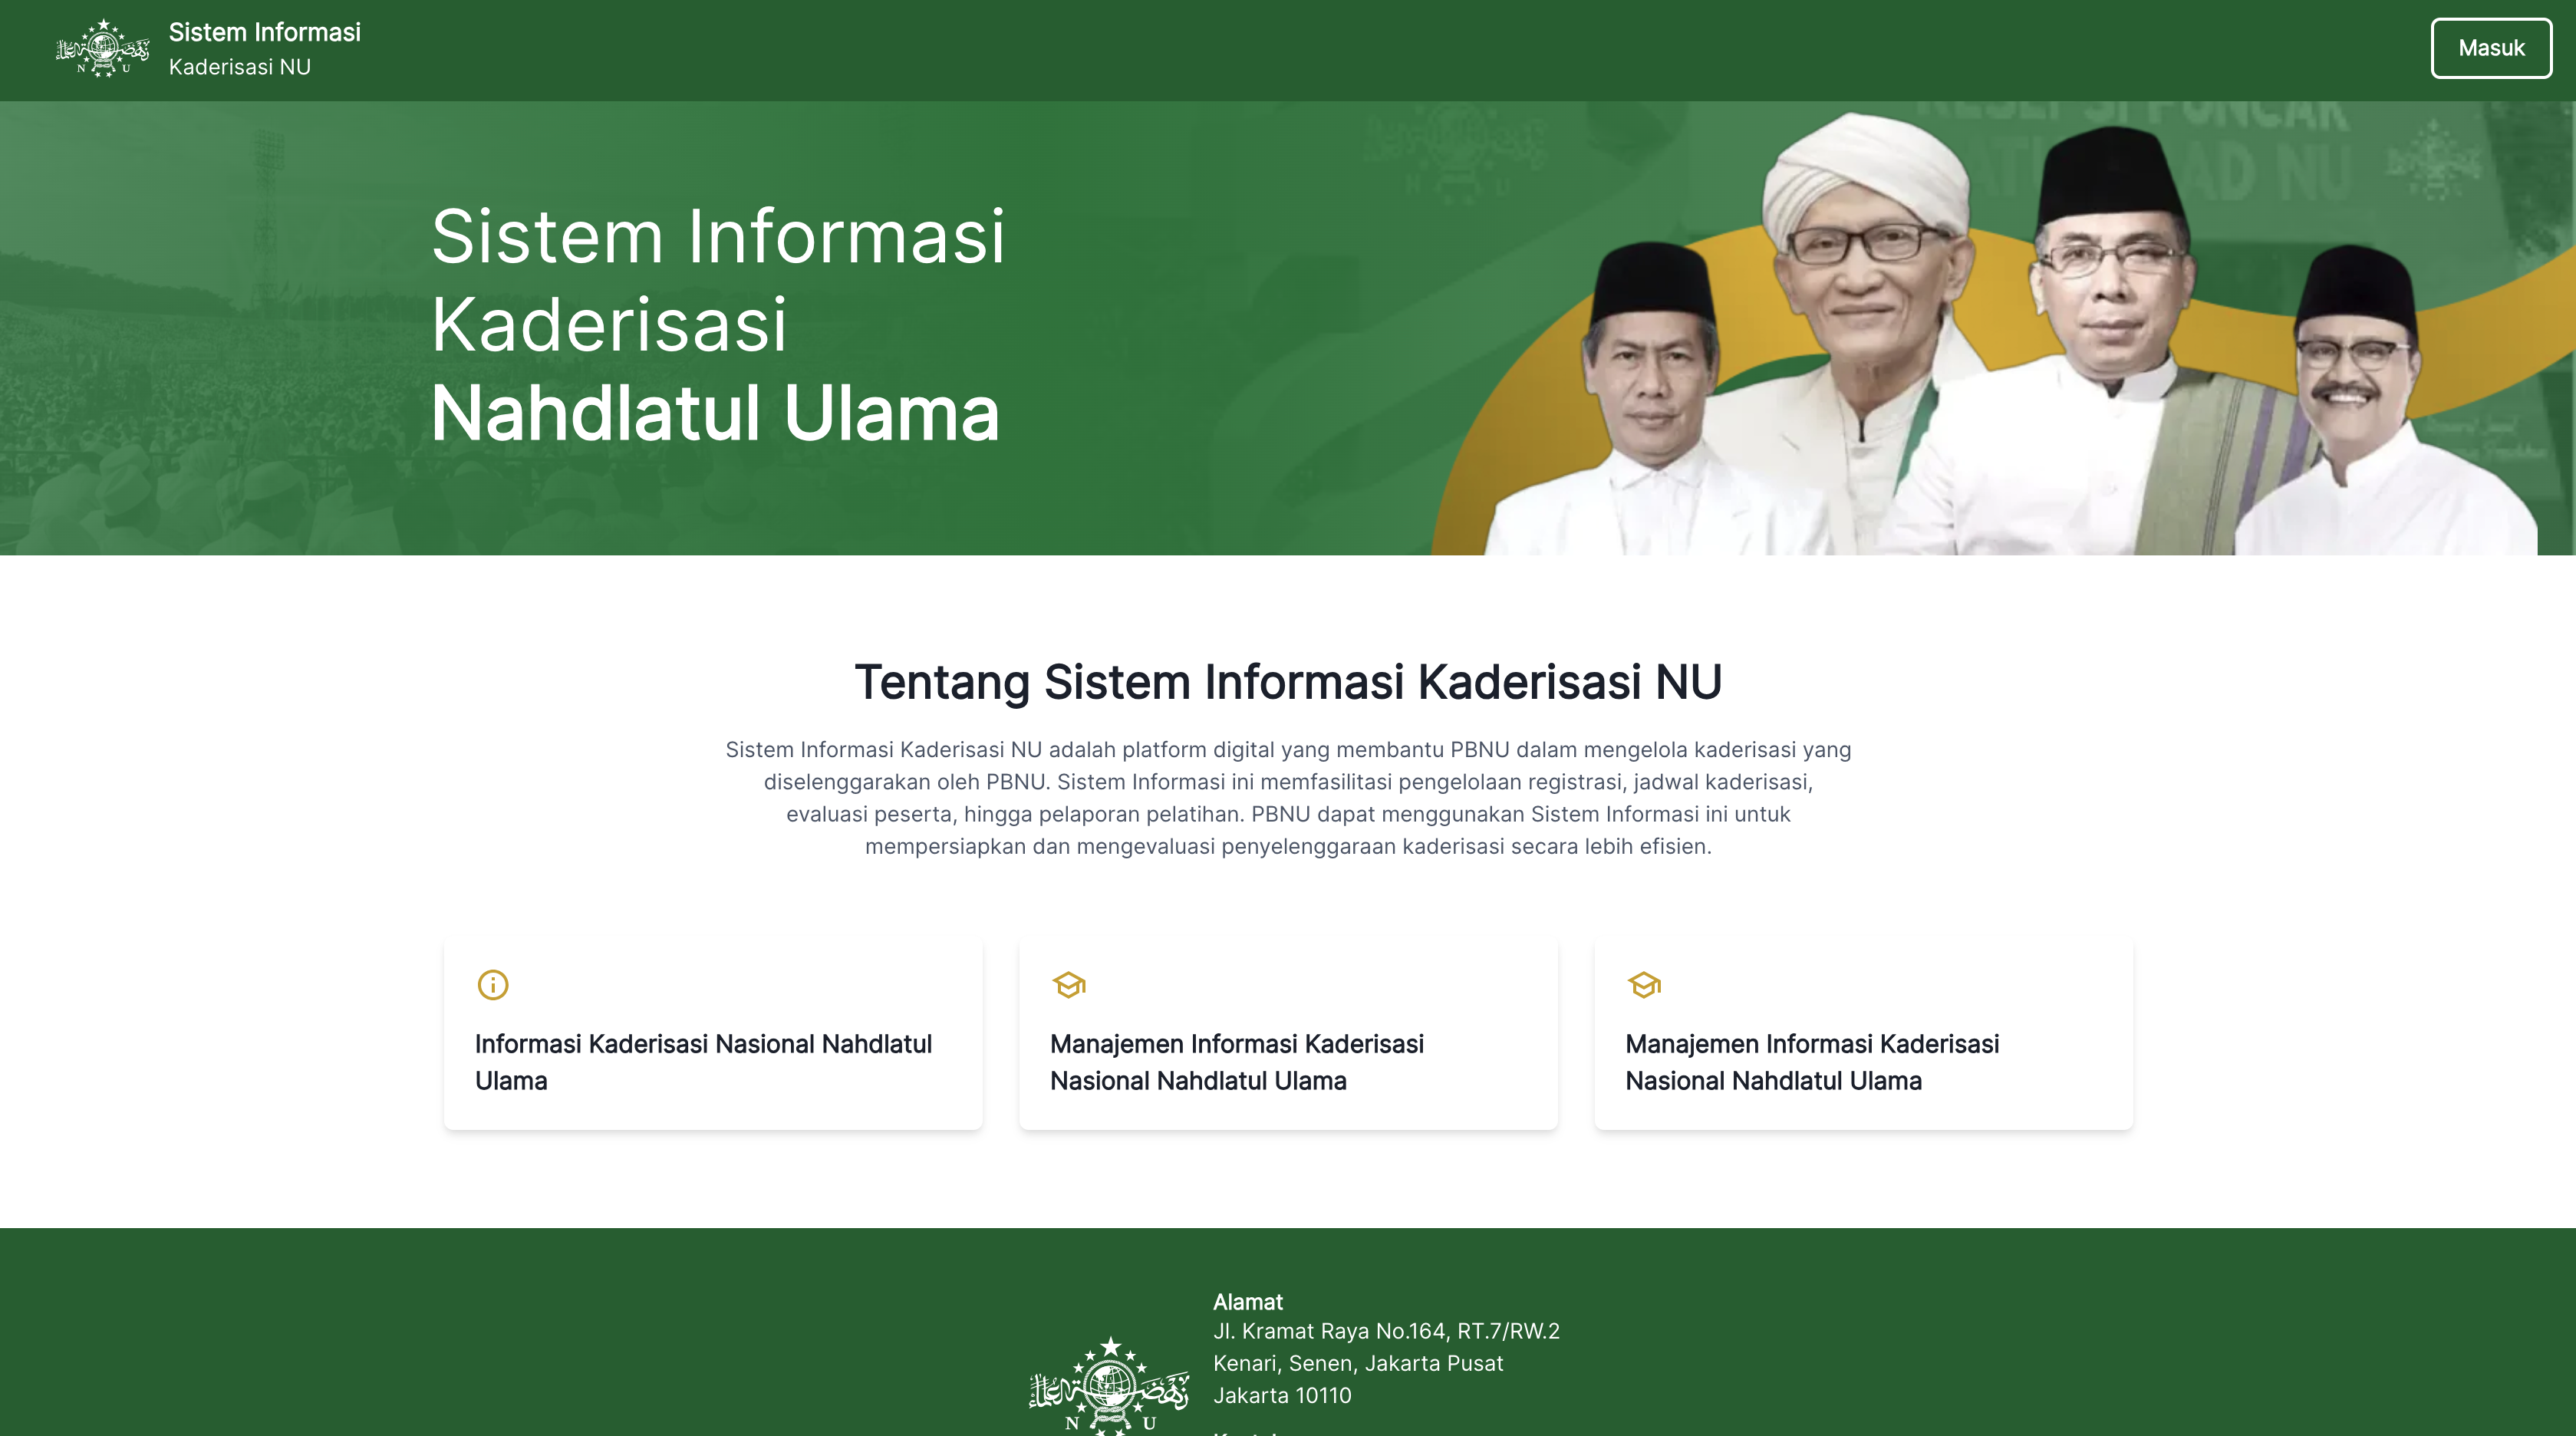 Sistem Informasi
Kaderisasi NU
Masuk
N U
Sistem Informasi
Kaderisasi
Nahdlatul Ulama
AD NU
Tentang Sistem Informasi Kaderisasi NU
Sistem Informasi Kaderisasi NU adalah platform digital yang membantu PBNU dalam mengelola kaderisasi yang
diselenggarakan oleh PBNU. Sistem Informasi ini memfasilitasi pengelolaan registrasi, jadwal kaderisasi,
evaluasi peserta, hingga pelaporan pelatihan. PBNU dapat menggunakan Sistem Informasi ini untuk
mempersiapkan dan mengevaluasi penyelenggaraan kaderisasi secara lebih efisien.
Informasi Kaderisasi Nasional Nahdlatul
Ulama
Manajemen Informasi Kaderisasi
Nasional Nahdlatul Ulama
Manajemen Informasi Kaderisasi
Nasional Nahdlatul Ulama
Alamat
Jl. Kramat Raya No.164, RT.7/RW.2
Kenari, Senen, Jakarta Pusat
Jakarta 10110
N U